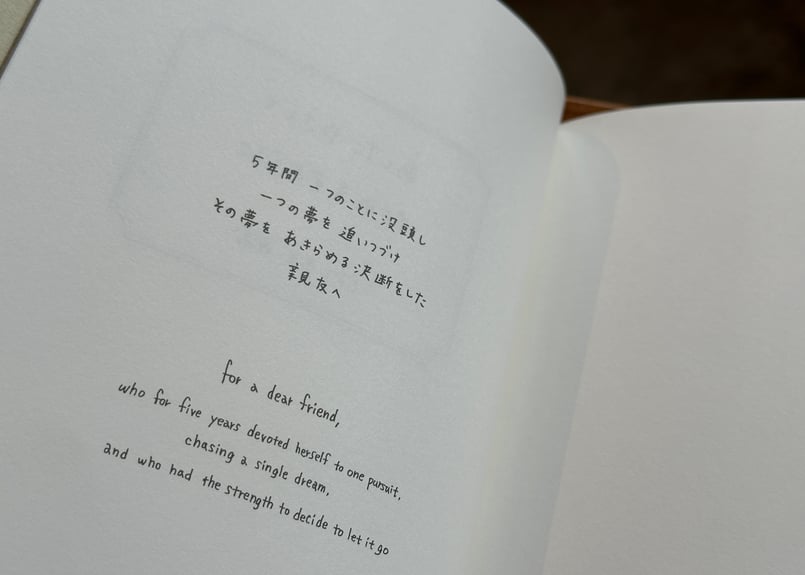 5年間 一つのことに没頭し
一つの夢を 追いつづけ
その夢を あきらめる決断をした
親友へ
for a dear friend,
who for five years devoted herself to one pursuit,
chasing a single dream,
and who had the strength to decide to let it go